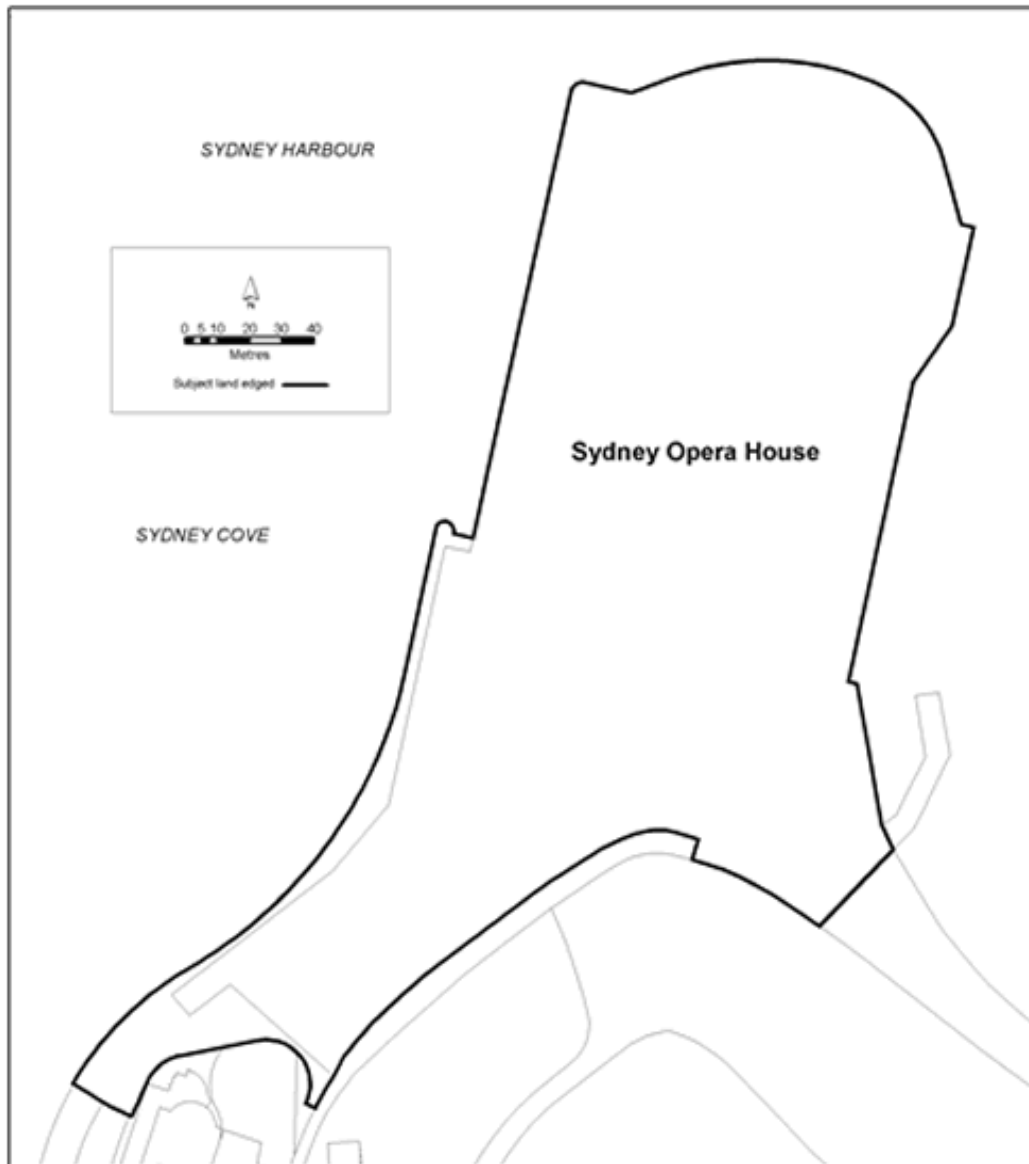 SYDNEY HARBOUR
N
0 5 10 20 30 40
Metres
Subject land edged
Sydney Opera House
SYDNEY COVE